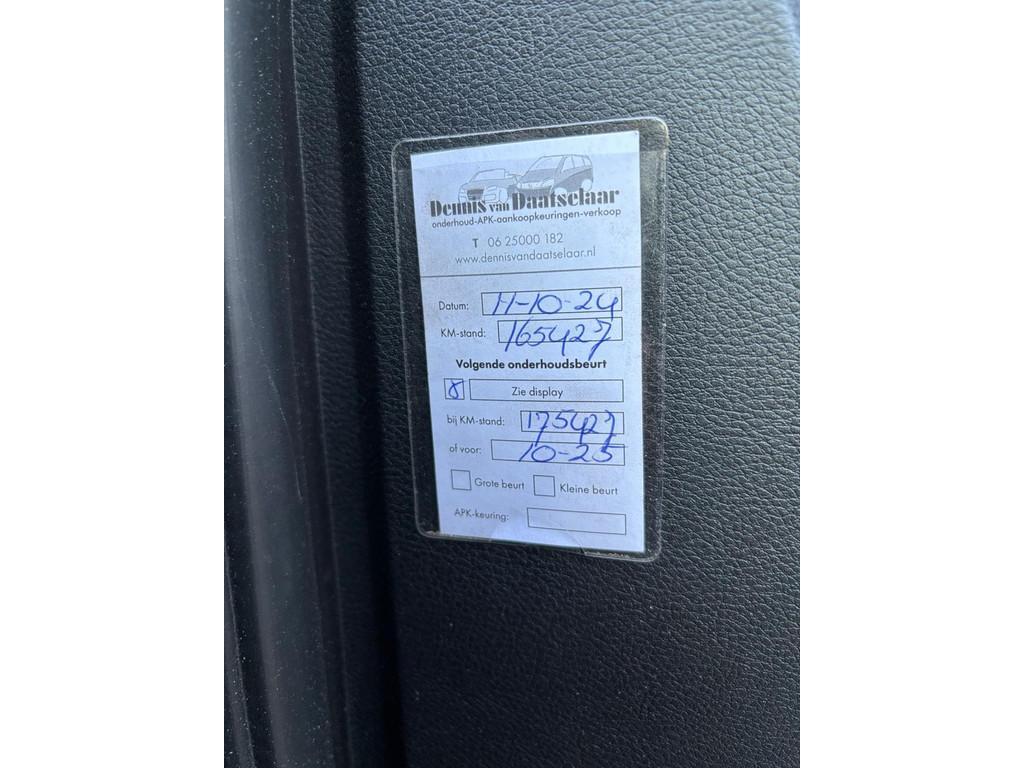 Dennis van Daatselaar
onderhoud-APK-aankoopkeuringen-verkoop
T 06 25000 182
www.dennisvandaatselaar.nl
Datum: 11-10-24
KM-stand: 165427
Volgende onderhoudsbeurt
Zie display
bij KM-stand: 175427
of voor: 10-25
Grote beurt Kleine beurt
APK-keuring: